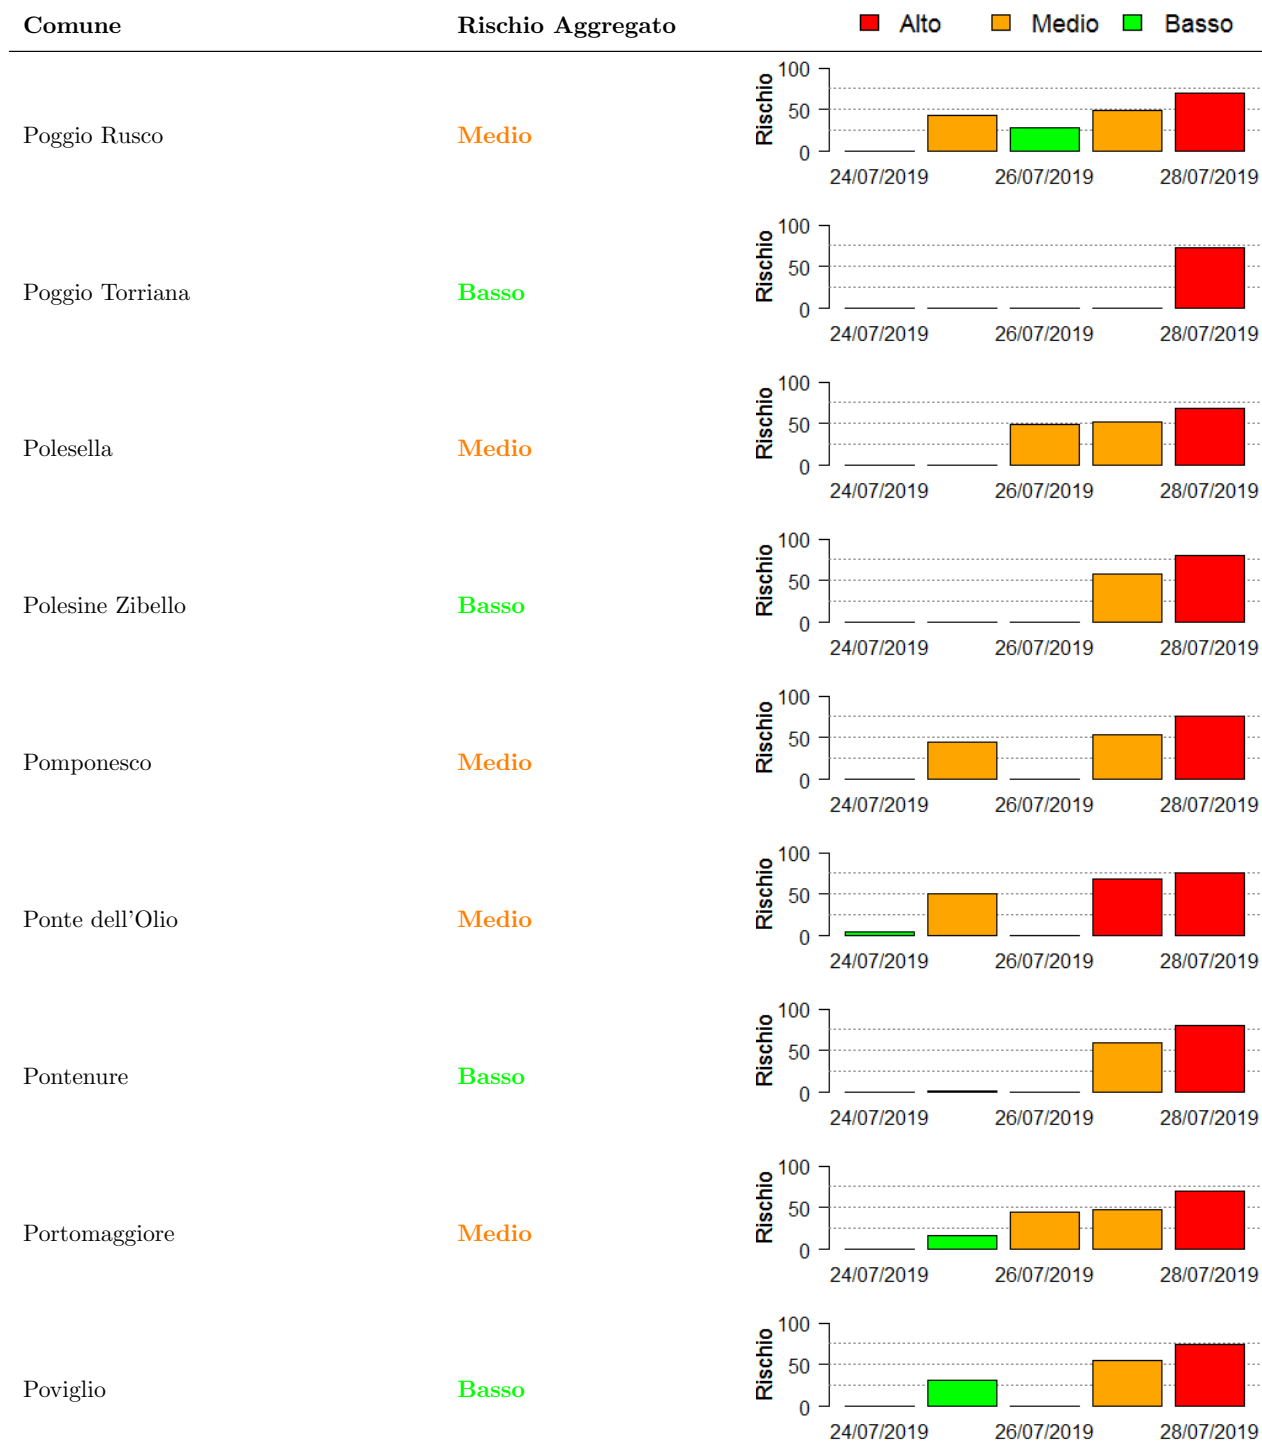 Comune Rischio Aggregato Alto Medio Basso
Poggio Rusco Medio
Rischio
100
50
0
24/07/2019 26/07/2019 28/07/2019
Poggio Torriana Basso
Rischio
100
50
0
24/07/2019 26/07/2019 28/07/2019
Polesella Medio
Rischio
100
50
0
24/07/2019 26/07/2019 28/07/2019
Polesine Zibello Basso
Rischio
100
50
0
24/07/2019 26/07/2019 28/07/2019
Pomponesco Medio
Rischio
100
50
0
24/07/2019 26/07/2019 28/07/2019
Ponte dell'Olio Medio
Rischio
100
50
0
24/07/2019 26/07/2019 28/07/2019
Pontenure Basso
Rischio
100
50
0
24/07/2019 26/07/2019 28/07/2019
Portomaggiore Medio
Rischio
100
50
0
24/07/2019 26/07/2019 28/07/2019
Poviglio Basso
Rischio
100
50
0
24/07/2019 26/07/2019 28/07/2019